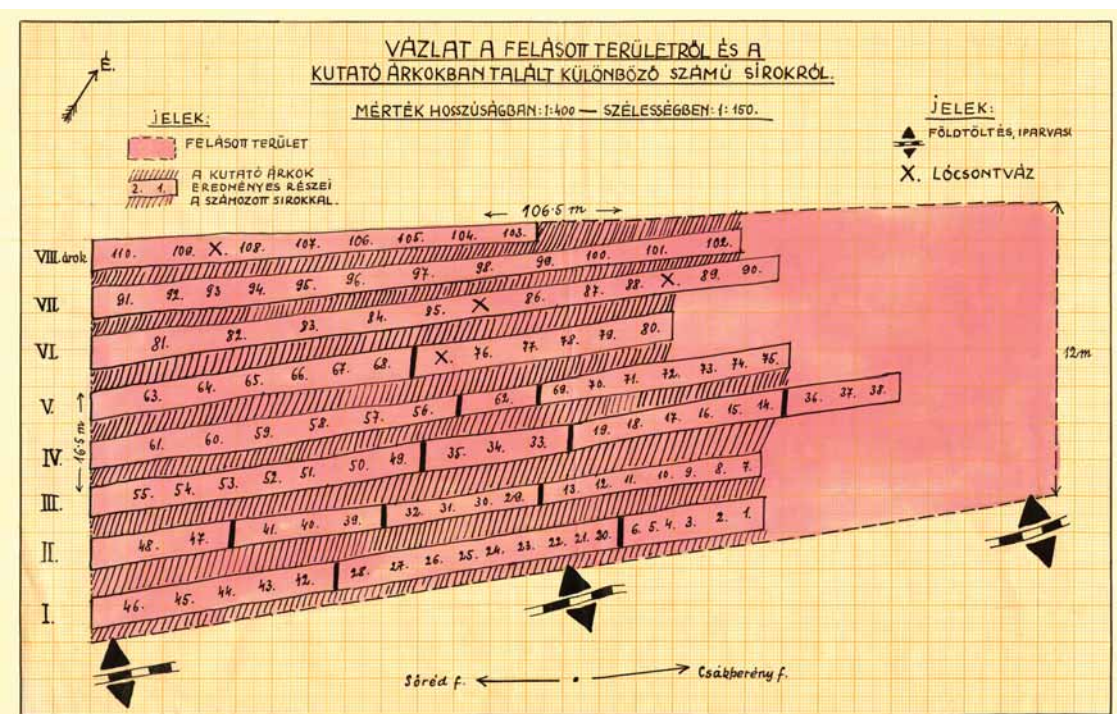 VÁZLAT A FELÁSOTT TERÜLETRŐL ÉS A
KUTATÓ ÁRKOKBAN TALÁLT KÜLÖNBÖZŐ SZÁMÚ SIROKRÓL.
MÉRTÉK HOSSZÚSÁGBAN: 1:400 — SZÉLESSÉGBEN: 1:150.
É.
JELEK:
FELÁSOTT TERÜLET
2. 1.
A KUTATÓ ÁRKOK
EREDMÉNYES RÉSZEI
A SZÁMOZOTT SIROKKAL.
JELEK:
FÖLDTÖLTÉS, IPARVASÚ
X. LÓCSONTVÁZ
106·5 m
VIII. árok 110. 109. X. 108. 107. 106. 105. 104. 103.
VII. 91. 92. 93 94. 95. 96. 97. 98. 99. 100. 101. 102.
VI. 81. 82. 83. 84. 85. X 86. 87. 88. X. 89. 90.
V. 63. 64. 65. 66. 67. 68. X. 76. 77. 78. 79. 80.
IV. 61. 60. 59. 58. 57. 56. 62. 69. 70. 71. 72. 73. 74. 75.
III. 55. 54. 53. 52. 51. 50. 49. 35. 34. 33. 19. 18. 17. 16. 15. 14. 36. 37. 38.
II. 48. 47. 41. 40. 39. 32. 31. 30. 29. 13. 12. 11. 10. 9. 8. 7.
I. 46. 45. 44. 43. 42. 28. 27. 26. 25. 24. 23. 22. 21. 20. 6. 5. 4. 3. 2. 1.
16·5 m
12 m
Söréd f. Csákberény f.